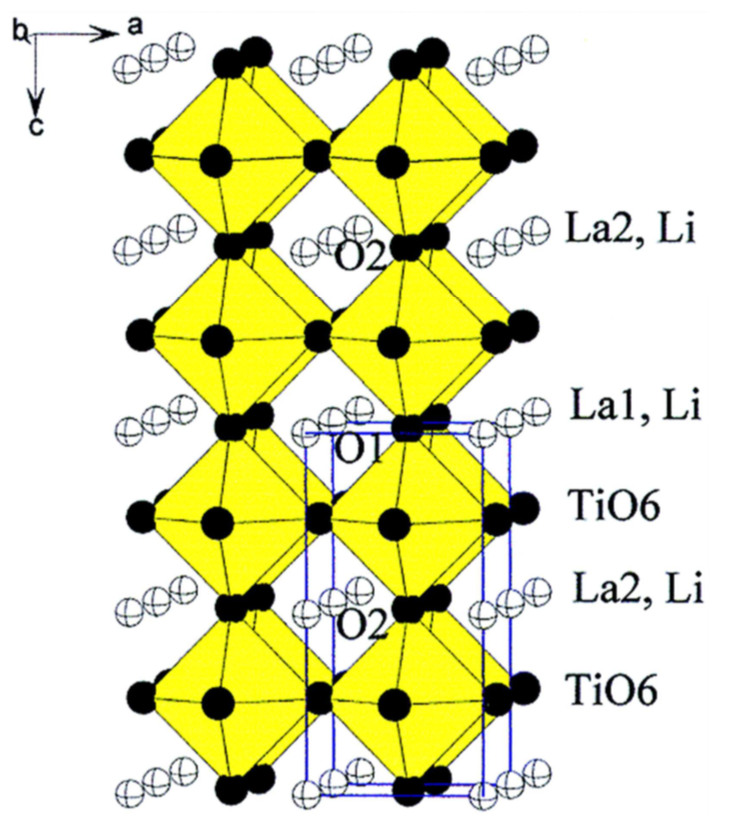 b a
c
La2, Li
O2
La1, Li
O1
TiO6
La2, Li
O2
TiO6